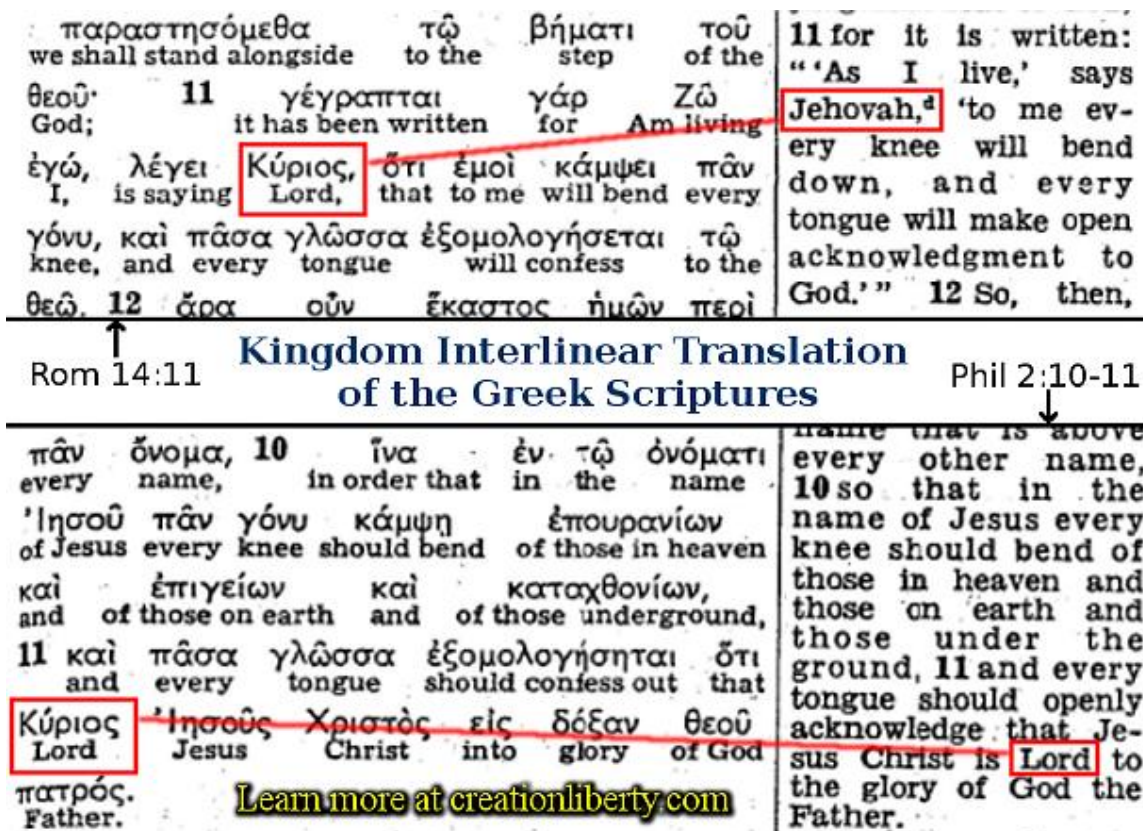 παραστησόμεθα τῷ βήματι τοῦ
we shall stand alongside to the step of the
θεοῦ· 11 γέγραπται γάρ Ζῶ
God; it has been written for Am living
ἐγώ, λέγει Κύριος, ὅτι ἐμοὶ κάμψει πᾶν
I, is saying Lord, that to me will bend every
γόνυ, καὶ πᾶσα γλῶσσα ἐξομολογήσεται τῷ
knee, and every tongue will confess to the
θεῷ. 12 ἄρα οὖν ἕκαστος ἡμῶν περὶ
11 for it is written:
"'As I live,' says
Jehovah,ᵈ 'to me ev-
ery knee will bend
down, and every
tongue will make open
acknowledgment to
God.'" 12 So, then,
Rom 14:11
Kingdom Interlinear Translation
of the Greek Scriptures
Phil 2:10-11
πᾶν ὄνομα, 10 ἵνα ἐν τῷ ὀνόματι
every name, in order that in the name
Ἰησοῦ πᾶν γόνυ κάμψῃ ἐπουρανίων
of Jesus every knee should bend of those in heaven
καὶ ἐπιγείων καὶ καταχθονίων,
and of those on earth and of those underground,
11 καὶ πᾶσα γλῶσσα ἐξομολογήσηται ὅτι
and every tongue should confess out that
Κύριος Ἰησοῦς Χριστὸς εἰς δόξαν θεοῦ
Lord Jesus Christ into glory of God
πατρός.
Father.
name that is above
every other name,
10 so that in the
name of Jesus every
knee should bend of
those in heaven and
those on earth and
those under the
ground, 11 and every
tongue should openly
acknowledge that Je-
sus Christ is Lord to
the glory of God the
Father.
Learn more at creationliberty.com